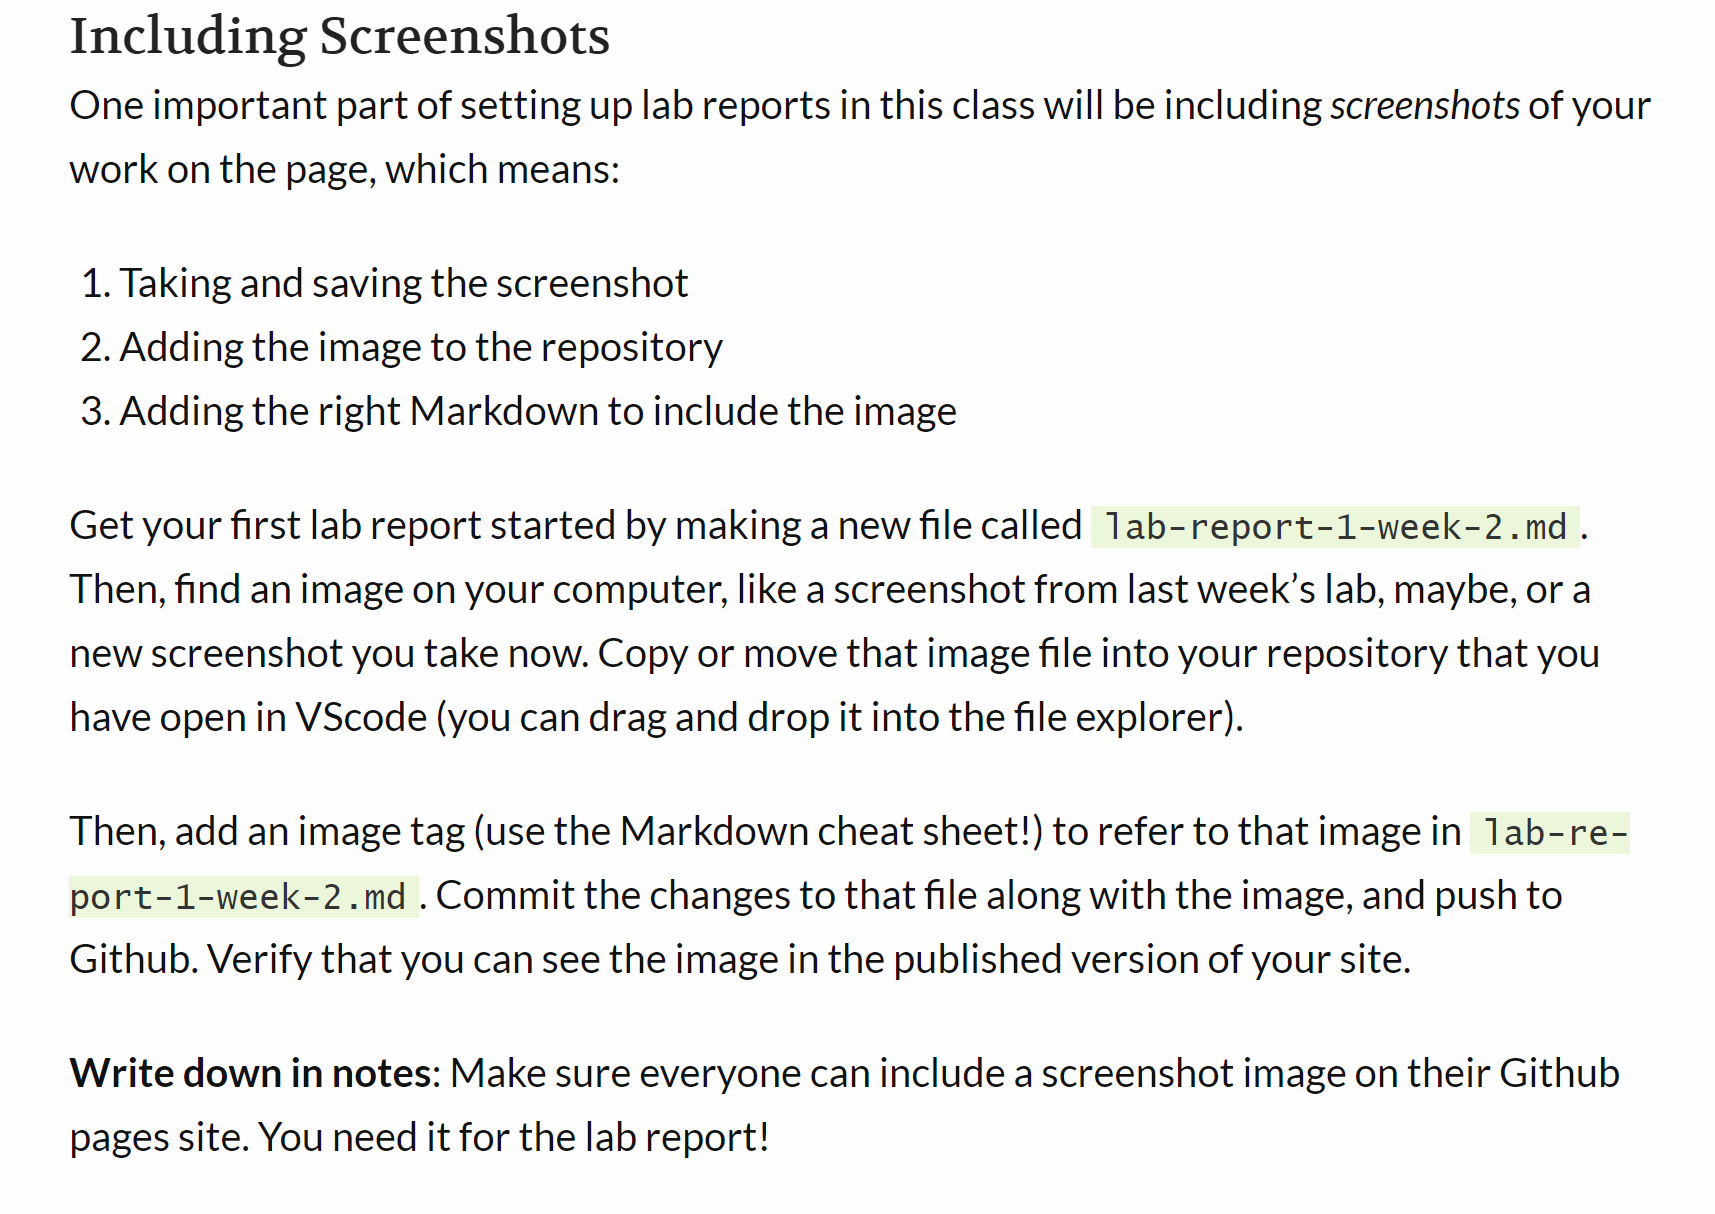 Including Screenshots
One important part of setting up lab reports in this class will be including screenshots of your
work on the page, which means:
1. Taking and saving the screenshot
2. Adding the image to the repository
3. Adding the right Markdown to include the image
Get your first lab report started by making a new file called lab-report-1-week-2.md.
Then, find an image on your computer, like a screenshot from last week’s lab, maybe, or a
new screenshot you take now. Copy or move that image file into your repository that you
have open in VScode (you can drag and drop it into the file explorer).
Then, add an image tag (use the Markdown cheat sheet!) to refer to that image in lab-re-
port-1-week-2.md. Commit the changes to that file along with the image, and push to
Github. Verify that you can see the image in the published version of your site.
Write down in notes: Make sure everyone can include a screenshot image on their Github
pages site. You need it for the lab report!